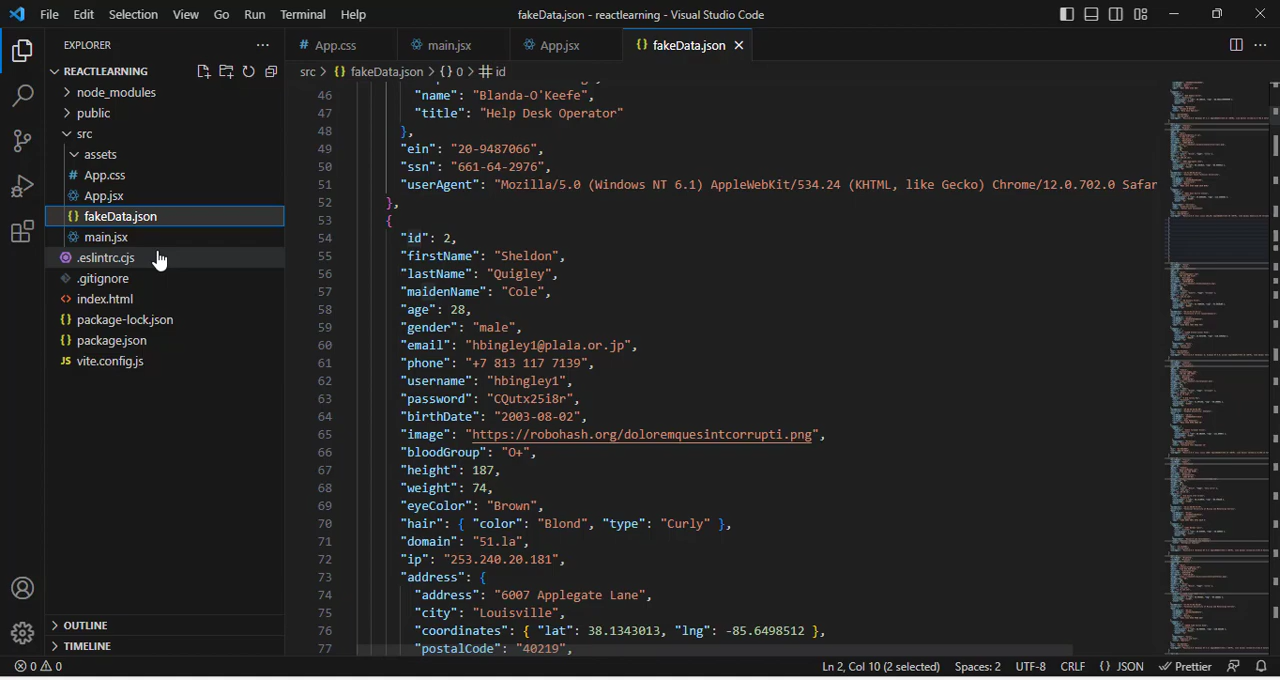 File Edit Selection View Go Run Terminal Help
fakeData.json - reactlearning - Visual Studio Code
EXPLORER
REACTLEARNING
node_modules
public
src
assets
# App.css
App.jsx
{} fakeData.json
main.jsx
.eslintrc.cjs
.gitignore
<> index.html
{} package-lock.json
{} package.json
JS vite.config.js
OUTLINE
TIMELINE
# App.css main.jsx App.jsx {} fakeData.json
src > {} fakeData.json > {} 0 > # id
46 "name": "Blanda-O'Keefe",
47 "title": "Help Desk Operator"
48 },
49 "ein": "20-9487066",
50 "ssn": "661-64-2976",
51 "userAgent": "Mozilla/5.0 (Windows NT 6.1) AppleWebKit/534.24 (KHTML, like Gecko) Chrome/12.0.702.0 Safar
52 },
53 {
54 "id": 2,
55 "firstName": "Sheldon",
56 "lastName": "Quigley",
57 "maidenName": "Cole",
58 "age": 28,
59 "gender": "male",
60 "email": "hbingley1@plala.or.jp",
61 "phone": "+7 813 117 7139",
62 "username": "hbingley1",
63 "password": "CQutx25i8r",
64 "birthDate": "2003-08-02",
65 "image": "https://robohash.org/doloremquesintcorrupti.png",
66 "bloodGroup": "O+",
67 "height": 187,
68 "weight": 74,
69 "eyeColor": "Brown",
70 "hair": { "color": "Blond", "type": "Curly" },
71 "domain": "51.la",
72 "ip": "253.240.20.181",
73 "address": {
74 "address": "6007 Applegate Lane",
75 "city": "Louisville",
76 "coordinates": { "lat": 38.1343013, "lng": -85.6498512 },
77 "postalCode": "40219",
0 0 Ln 2, Col 10 (2 selected) Spaces: 2 UTF-8 CRLF {} JSON Prettier